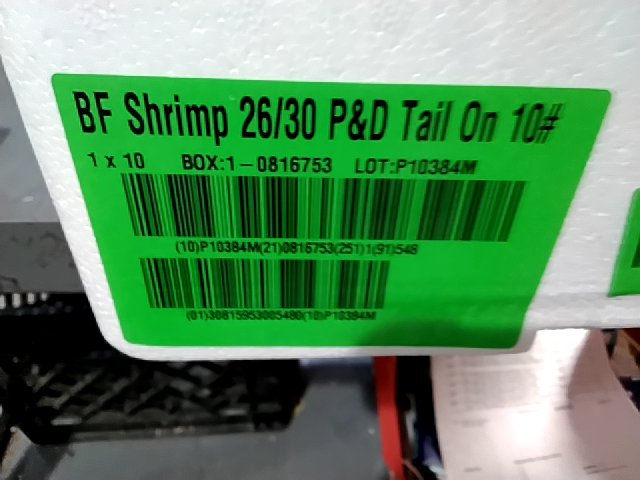 BF Shrimp 26/30 P&D Tail On 10#
1 x 10 BOX:1-0816753 LOT:P10384M
(10)P10384M(21)0816753(251)1(91)548
(01)30815953005480(10)P10384M